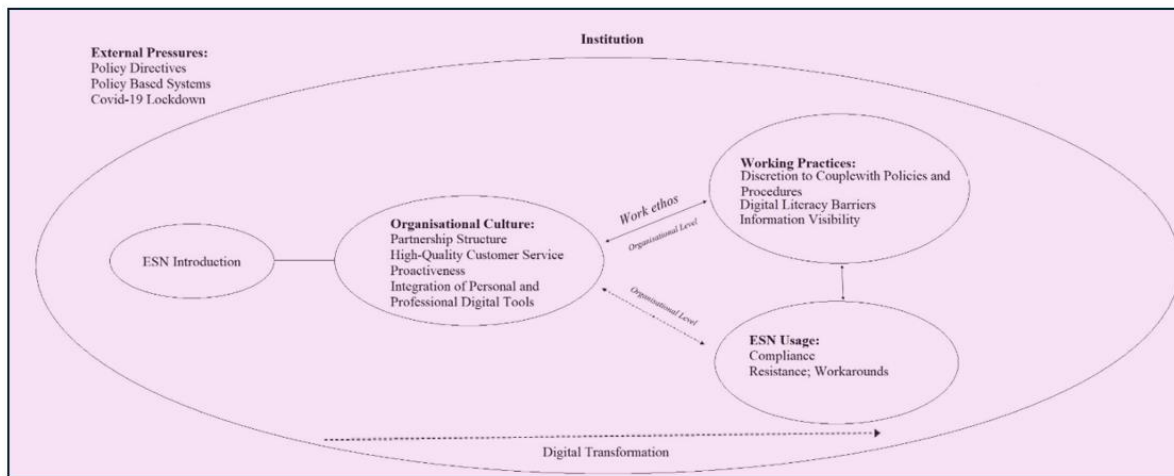 Institution
External Pressures:
Policy Directives
Policy Based Systems
Covid-19 Lockdown
ESN Introduction
Organisational Culture:
Partnership Structure
High-Quality Customer Service
Proactiveness
Integration of Personal and
Professional Digital Tools
Work ethos
Organisational Level
Working Practices:
Discretion to Couplewith Policies and
Procedures
Digital Literacy Barriers
Information Visibility
Organisational Level
ESN Usage:
Compliance
Resistance; Workarounds
Digital Transformation